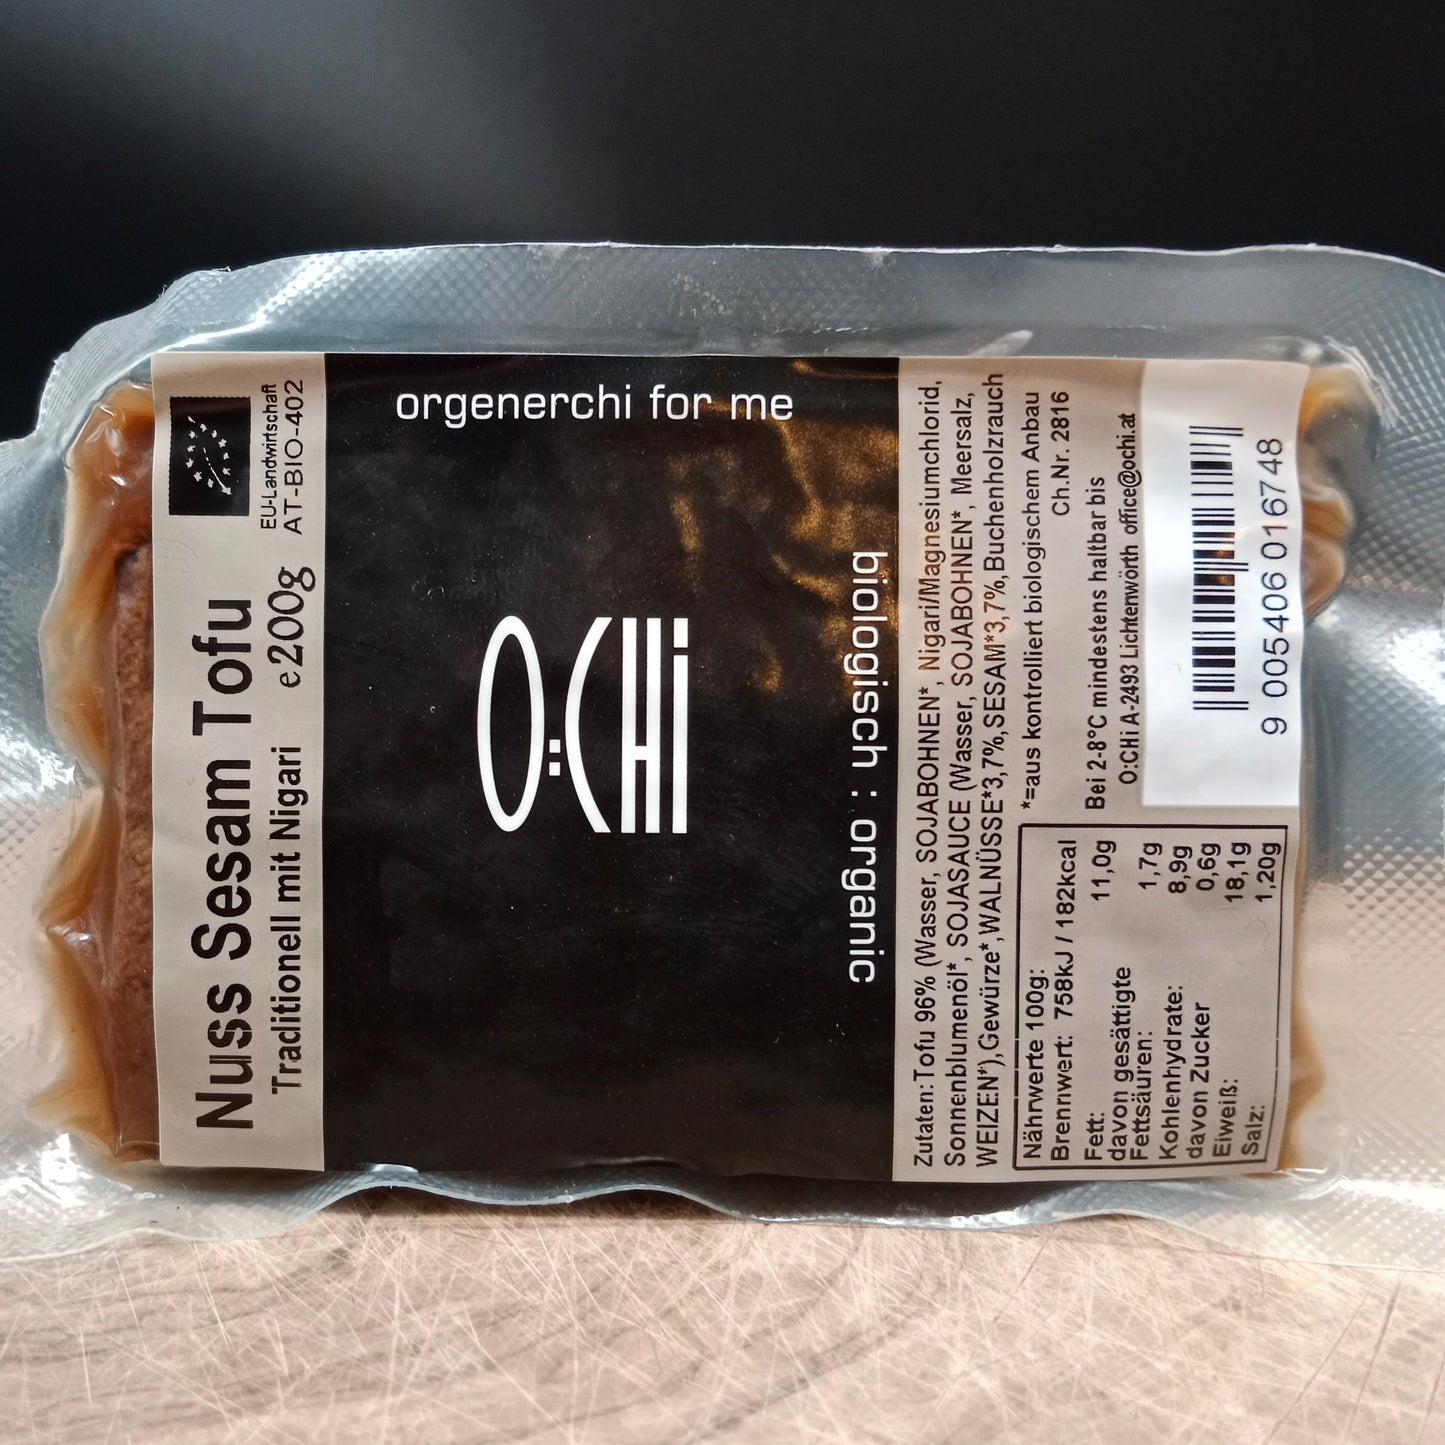 Nuss Sesam Tofu
Traditionell mit Nigari
e200g
EU-Landwirtschaft
AT-BIO-402
orgenerchi for me
O:CHi
biologisch : organic
Zutaten:Tofu 96% (Wasser, SOJABOHNEN*, Nigari/Magnesiumchlorid,
Sonnenblumenöl*, SOJASAUCE (Wasser, SOJABOHNEN*, Meersalz,
WEIZEN*),Gewürze*,WALNÜSSE*3,7%,SESAM*3,7%,Buchenholzrauch
*=aus kontrolliert biologischem Anbau
Ch.Nr. 2816
Bei 2-8°C mindestens haltbar bis
O:CHi A-2493 Lichtenwörth office@ochi.at
Nährwerte 100g:
Brennwert: 758kJ / 182kcal
Fett: 11,0g
davon gesättigte
Fettsäuren: 1,7g
Kohlenhydrate: 8,9g
davon Zucker 0,6g
Eiweiß: 18,1g
Salz: 1,20g
9 005406 016748